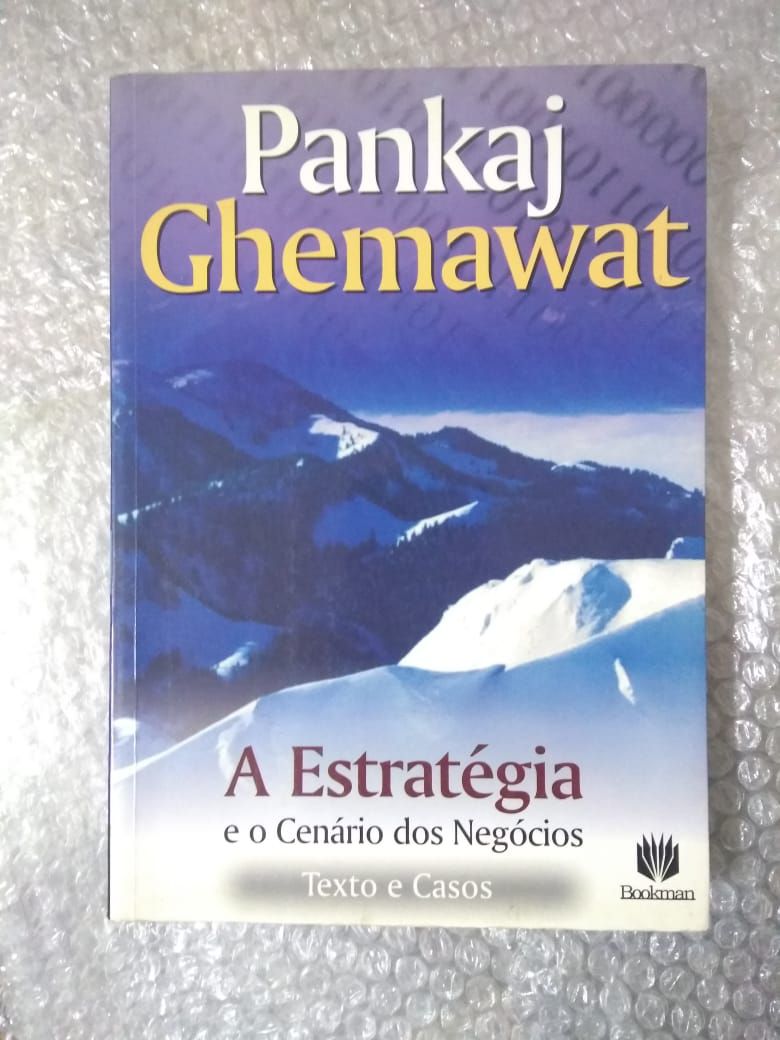 Pankaj
Ghemawat
A Estratégia
e o Cenário dos Negócios
Texto e Casos
Bookman